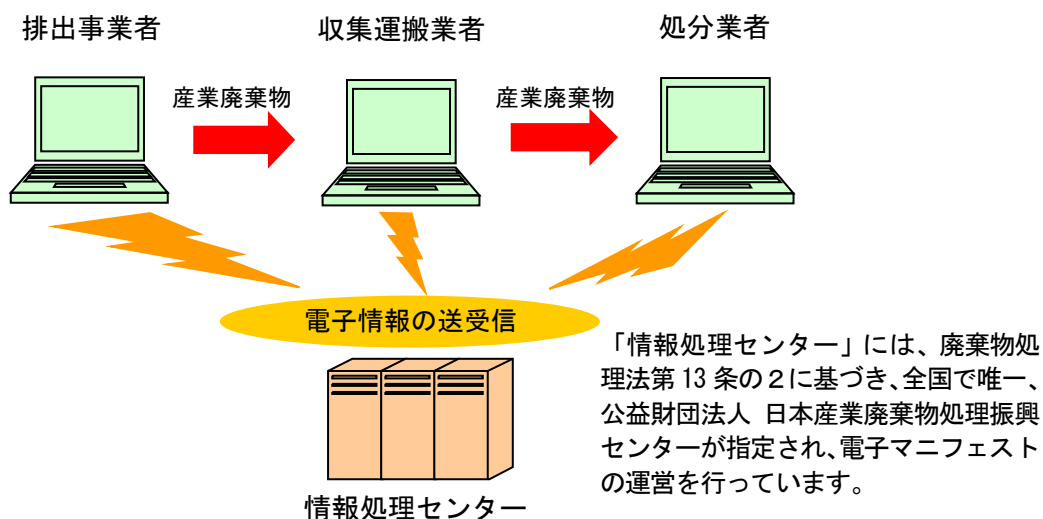 排出事業者
収集運搬業者
処分業者
産業廃棄物
産業廃棄物
電子情報の送受信
情報処理センター
「情報処理センター」には、廃棄物処
理法第 13 条の２に基づき、全国で唯一、
公益財団法人 日本産業廃棄物処理振興
センターが指定され、電子マニフェスト
の運営を行っています。